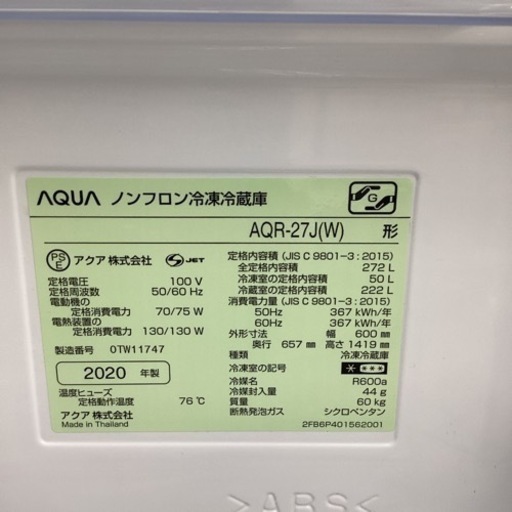 AQUA ノンフロン冷凍冷蔵庫
G
AQR-27J(W) 形
PSE アクア 株式会社 S JET
定格電圧 100 V
定格周波数 50/60 Hz
電動機の
定格消費電力 70/75 W
電熱装置の
定格消費電力 130/130 W
製造番号 0TW11747
2020 年製
温度ヒューズ
定格動作温度 76℃
アクア 株式会社
Made in Thailand
定格内容積 (JIS C 9801-3 : 2015)
全定格内容積 272 L
冷凍室の定格内容積 50 L
冷蔵室の定格内容積 222 L
消費電力量 (JIS C 9801-3 : 2015)
50Hz 367 kWh/年
60Hz 367 kWh/年
外形寸法 幅 600 mm
奥行 657 mm 高さ 1419 mm
種類 冷凍冷蔵庫
冷凍室の記号
冷媒名 R600a
冷媒封入量 44 g
質量 60 kg
断熱発泡ガス シクロペンタン
2FB6P401562001
>ABS<